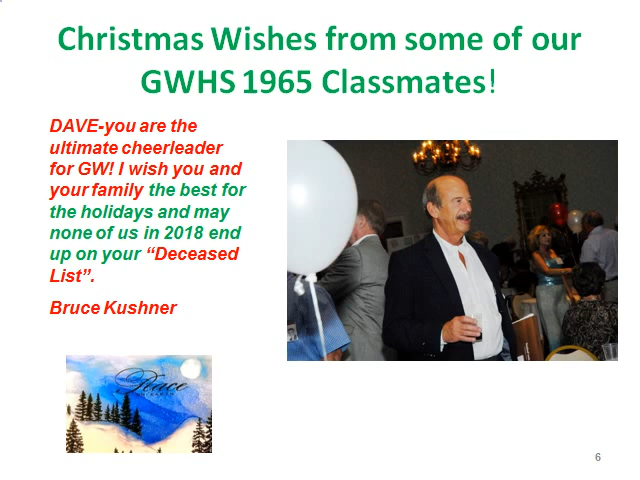 Christmas Wishes from some of our
GWHS 1965 Classmates!
DAVE-you are the
ultimate cheerleader
for GW! I wish you and
your family the best for
the holidays and may
none of us in 2018 end
up on your “Deceased
List”.
Bruce Kushner
Peace
6